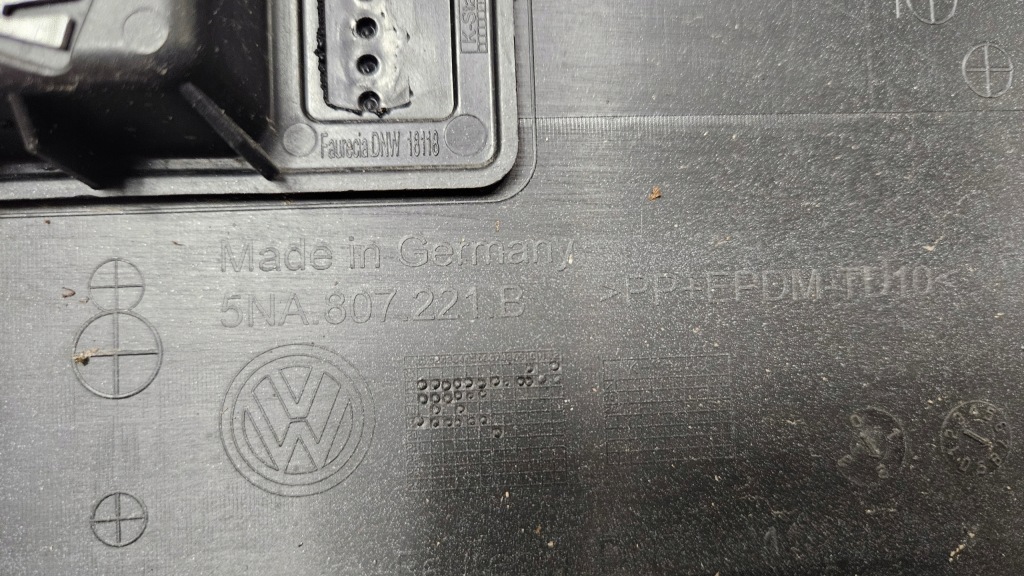 Faurecia DNW 18118
Made in Germany
5NA.807.221.B
>PP+EPDM-TD10<